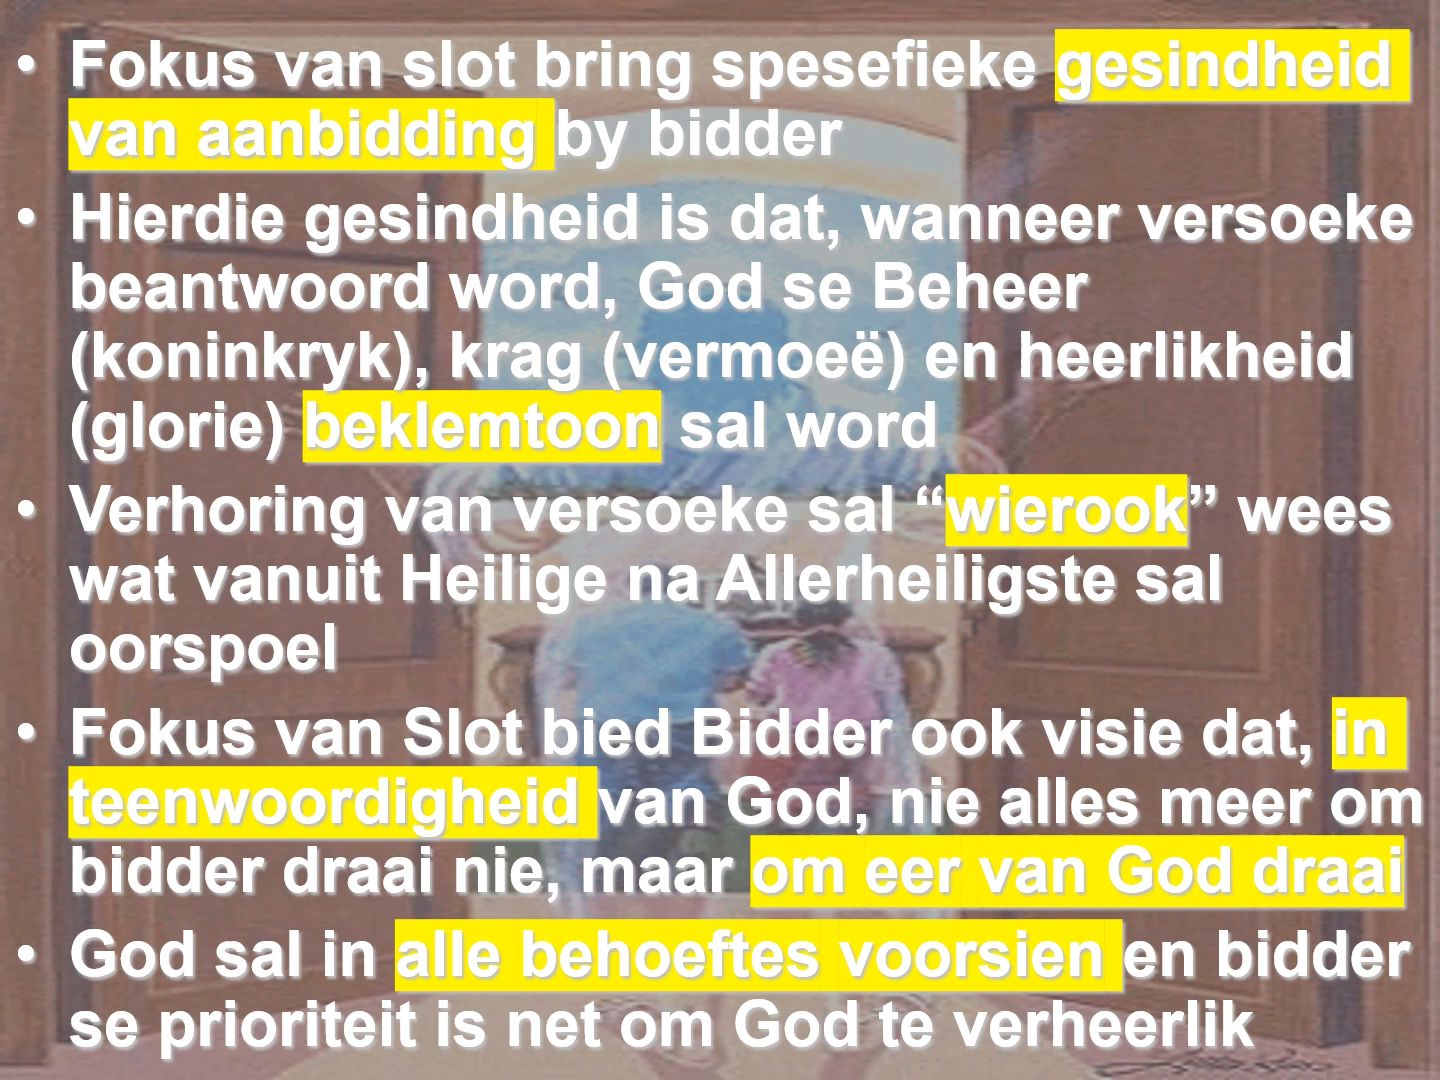 • Fokus van slot bring spesefieke gesindheid
van aanbidding by bidder
• Hierdie gesindheid is dat, wanneer versoeke
beantwoord word, God se Beheer
(koninkryk), krag (vermoeë) en heerlikheid
(glorie) beklemtoon sal word
• Verhoring van versoeke sal “wierook” wees
wat vanuit Heilige na Allerheiligste sal
oorspoel
• Fokus van Slot bied Bidder ook visie dat, in
teenwoordigheid van God, nie alles meer om
bidder draai nie, maar om eer van God draai
• God sal in alle behoeftes voorsien en bidder
se prioriteit is net om God te verheerlik